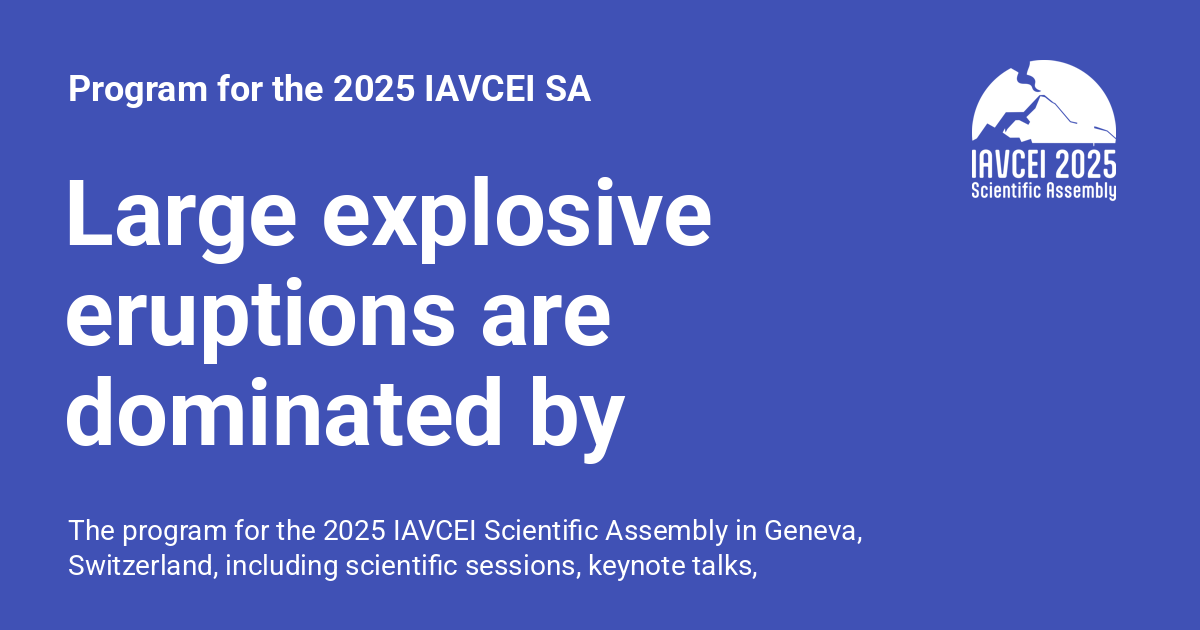 Program for the 2025 IAVCEI SA
IAVCEI 2025
Scientific Assembly
Large explosive
eruptions are
dominated by
The program for the 2025 IAVCEI Scientific Assembly in Geneva,
Switzerland, including scientific sessions, keynote talks,